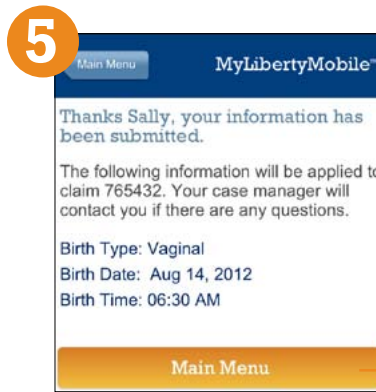 5
Main Menu
MyLibertyMobile™
Thanks Sally, your information has
been submitted.
The following information will be applied to
claim 765432. Your case manager will
contact you if there are any questions.
Birth Type: Vaginal
Birth Date: Aug 14, 2012
Birth Time: 06:30 AM
Main Menu